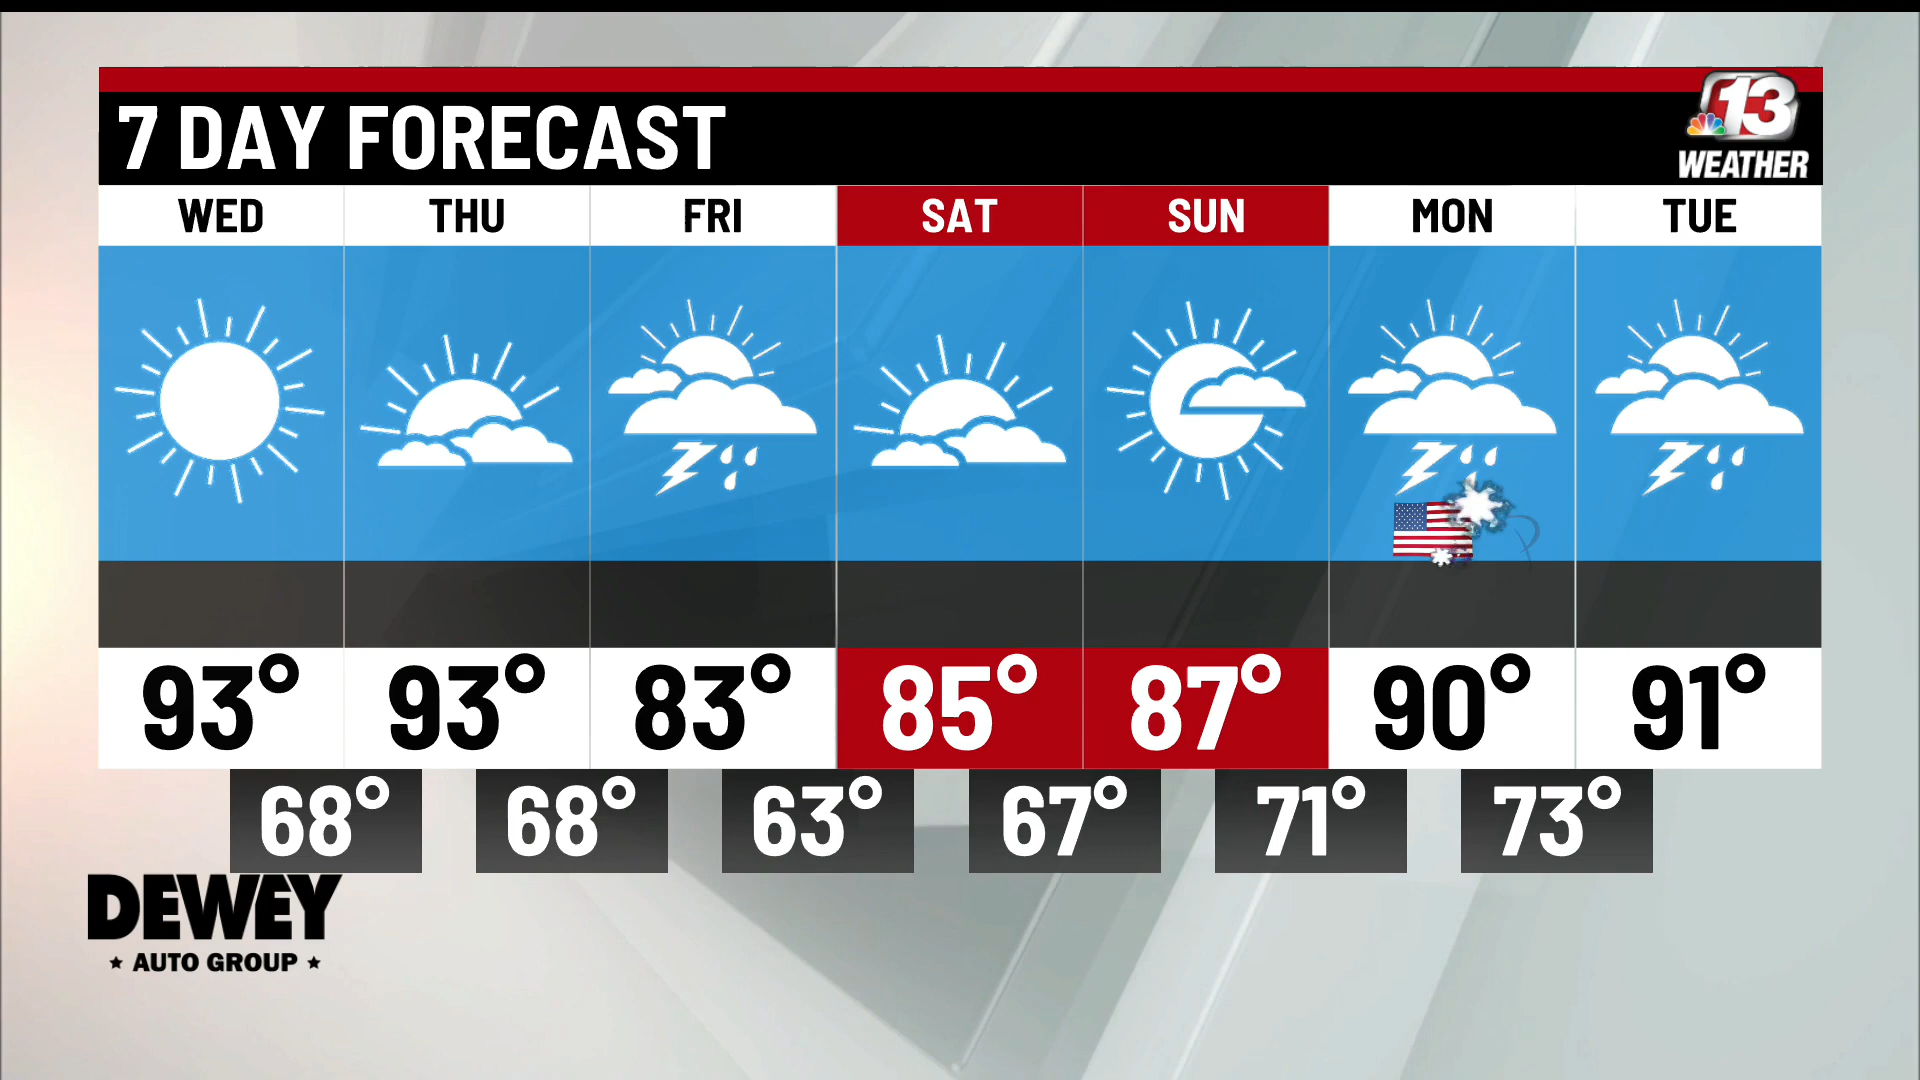 7 DAY FORECAST
13
WEATHER
WED THU FRI SAT SUN MON TUE
93° 93° 83° 85° 87° 90° 91°
68° 68° 63° 67° 71° 73°
DEWEY
AUTO GROUP